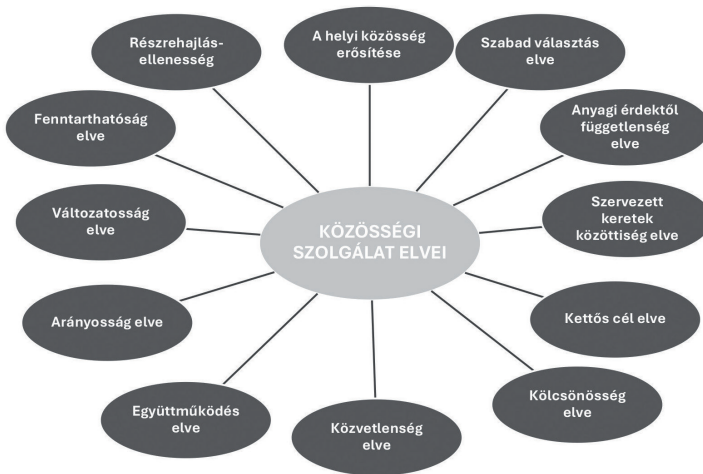 A helyi közösség
erősítése
Szabad választás
elve
Anyagi érdektől
függetlenség
elve
Szervezett
keretek
közöttiség elve
Kettős cél elve
Kölcsönösség
elve
Közvetlenség
elve
Együttműködés
elve
Arányosság elve
Változatosság
elve
Fenntarthatóság
elve
Részrehajlás-
ellenesség
KÖZÖSSÉGI
SZOLGÁLAT ELVEI